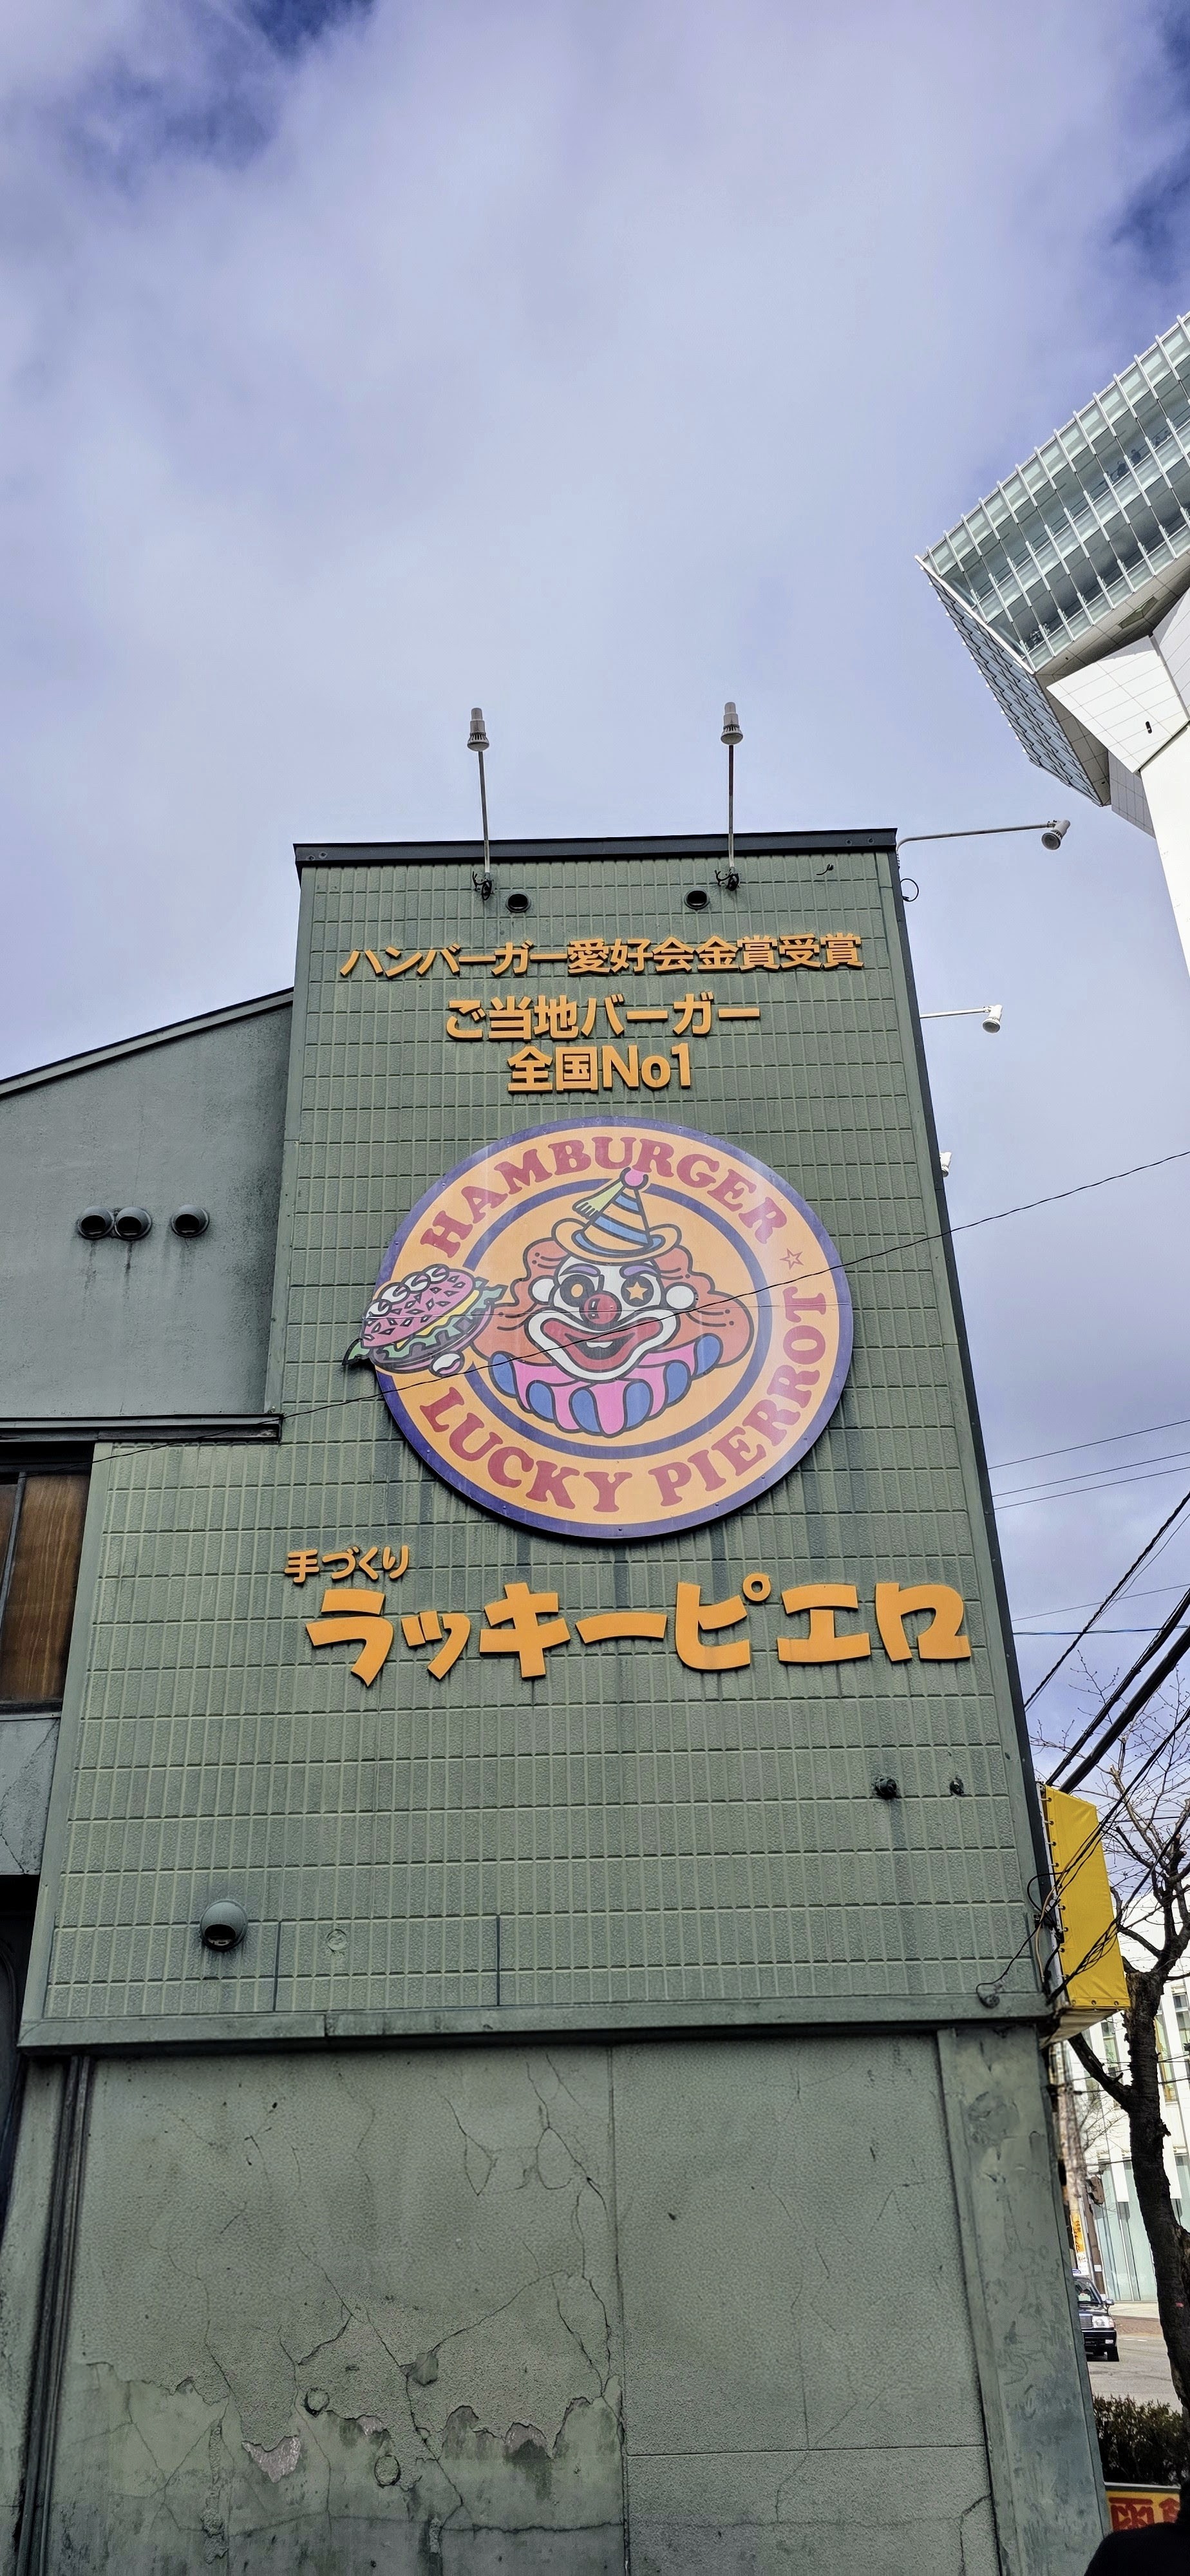 ハンバーガー愛好会金賞受賞
ご当地バーガー
全国No1
HAMBURGER ☆
LUCKY PIERROT
手づくり
ラッキーピエロ